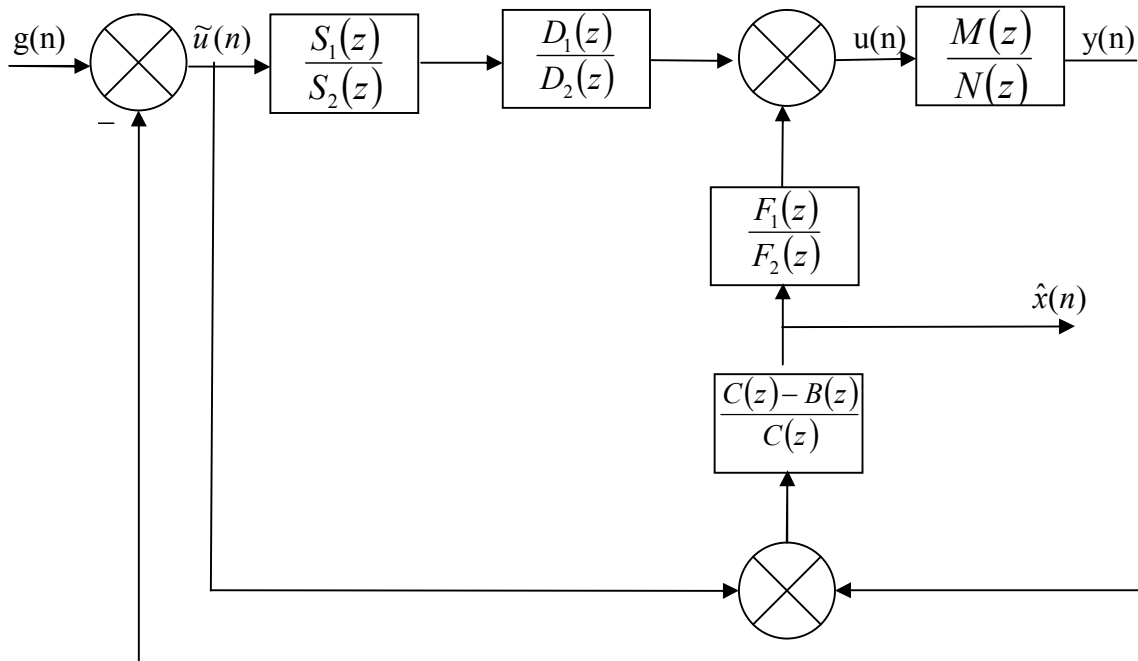 g(n)
ũ(n)
S₁(z)
S₂(z)
D₁(z)
D₂(z)
u(n)
M(z)
N(z)
y(n)
−
F₁(z)
F₂(z)
x̂(n)
C(z)−B(z)
C(z)